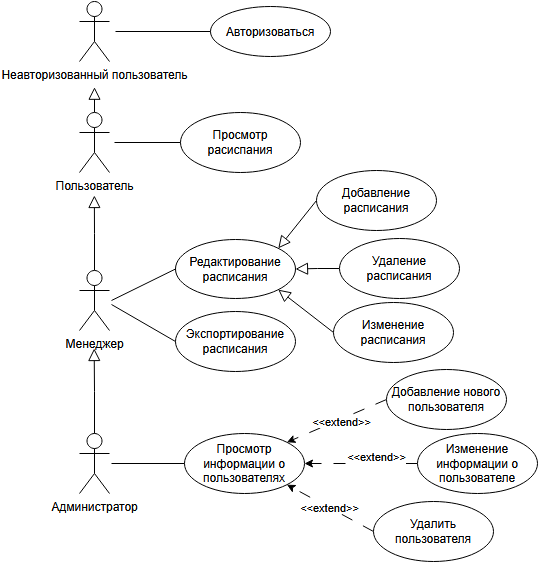 Авторизоваться
Неавторизованный пользователь
Просмотр
расиспания
Пользователь
Добавление
расписания
Редактирование
расписания
Удаление
расписания
Изменение
расписания
Экспортирование
расписания
Менеджер
Добавление нового
пользователя
<<extend>>
Просмотр
информации о
пользователях
<<extend>>
Изменение
информации о
пользователе
Администратор
<<extend>>
Удалить
пользователя